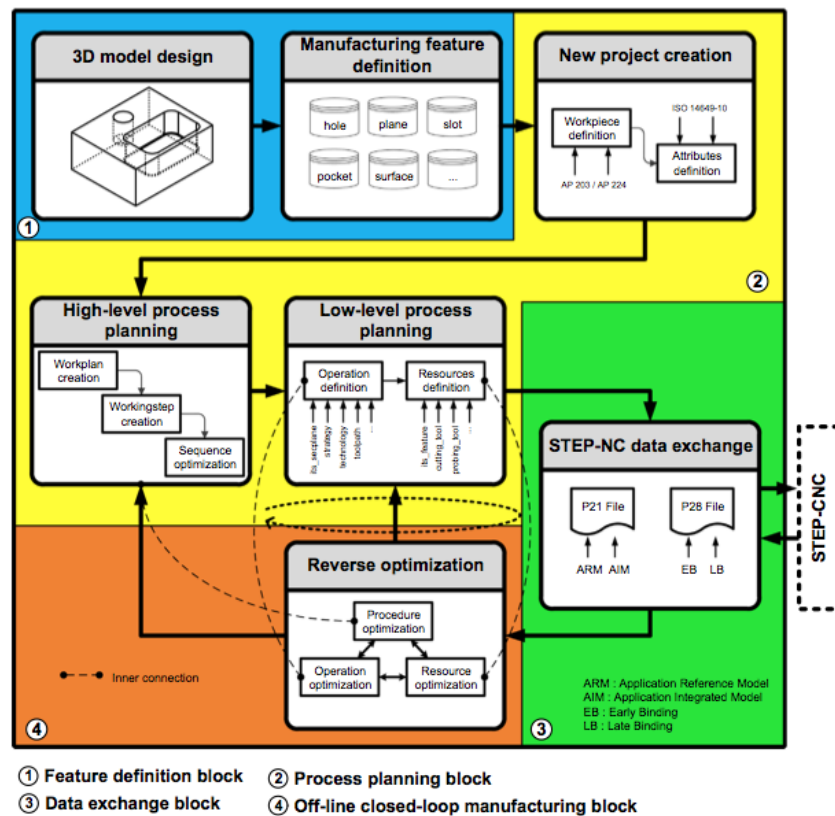 3D model design
Manufacturing feature
definition
hole
plane
slot
pocket
surface
...
New project creation
Workpiece
definition
ISO 14649-10
Attributes
definition
AP 203 / AP 224
①
②
High-level process
planning
Workplan
creation
Workingstep
creation
Sequence
optimization
Low-level process
planning
Operation
definition
Resources
definition
its_secplane
strategy
technology
toolpath
...
its_feature
cutting_tool
probing_tool
...
STEP-NC data exchange
P21 File
P28 File
ARM
AIM
EB
LB
STEP-CNC
Reverse optimization
Procedure
optimization
Operation
optimization
Resource
optimization
Inner connection
ARM : Application Reference Model
AIM : Application Integrated Model
EB : Early Binding
LB : Late Binding
④
③
① Feature definition block
② Process planning block
③ Data exchange block
④ Off-line closed-loop manufacturing block